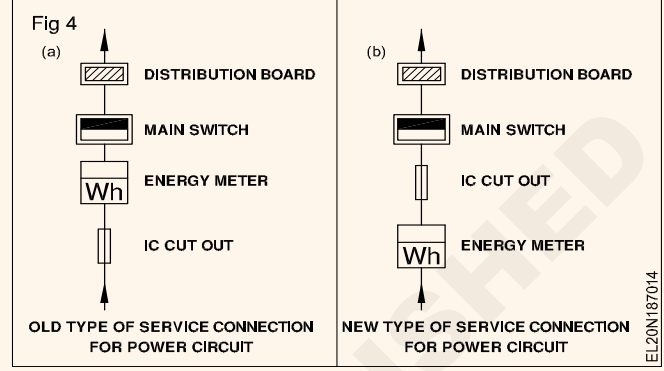 Fig 4
(a)
DISTRIBUTION BOARD
MAIN SWITCH
ENERGY METER
Wh
IC CUT OUT
OLD TYPE OF SERVICE CONNECTION
FOR POWER CIRCUIT
(b)
DISTRIBUTION BOARD
MAIN SWITCH
IC CUT OUT
ENERGY METER
Wh
NEW TYPE OF SERVICE CONNECTION
FOR POWER CIRCUIT
EL20N187014
SHED